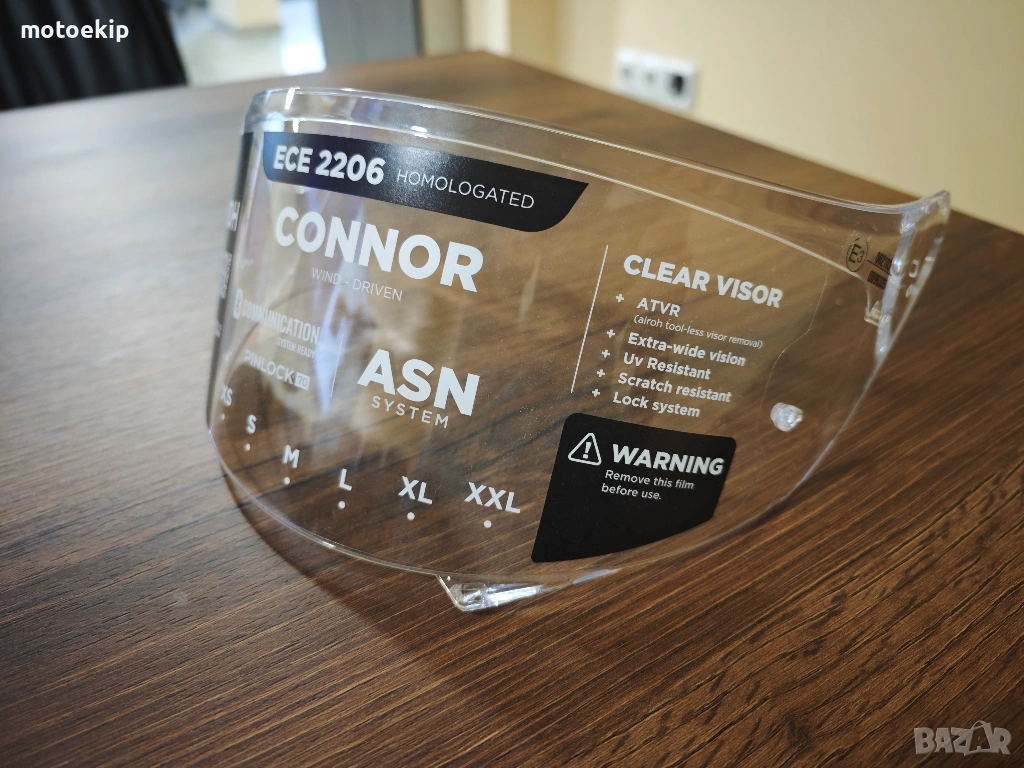 motoekip
ECE 2206 HOMOLOGATED
CONNOR
WIND - DRIVEN
COMMUNICATION
SYSTEM READY
PINLOCK 70
ASN
SYSTEM
XS S M L XL XXL
CLEAR VISOR
+ ATVR
(airoh tool-less visor removal)
+ Extra-wide vision
+ Uv Resistant
+ Scratch resistant
+ Lock system
WARNING
Remove this film
before use.
BAZAR